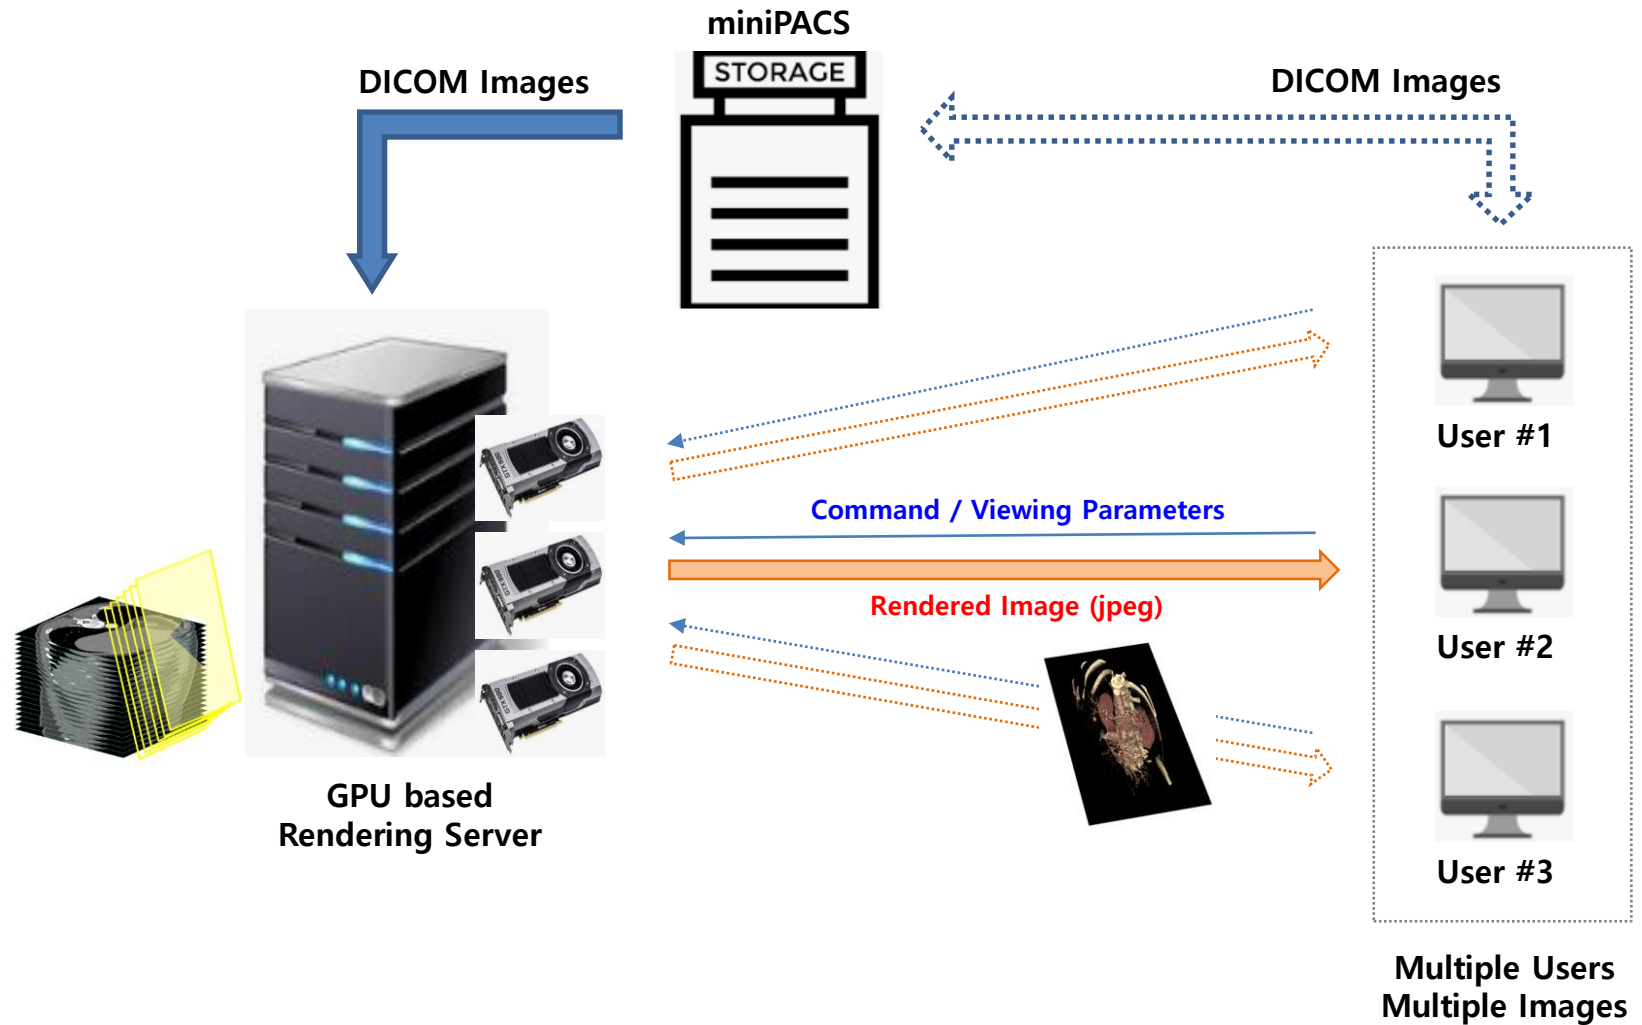 miniPACS
STORAGE
DICOM Images
DICOM Images
User #1
Command / Viewing Parameters
Rendered Image (jpeg)
User #2
User #3
GPU based
Rendering Server
Multiple Users
Multiple Images